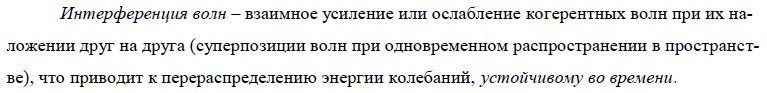 Интерференция волн – взаимное усиление или ослабление когерентных волн при их на-
ложении друг на друга (суперпозиции волн при одновременном распространении в пространст-
ве), что приводит к перераспределению энергии колебаний, устойчивому во времени.